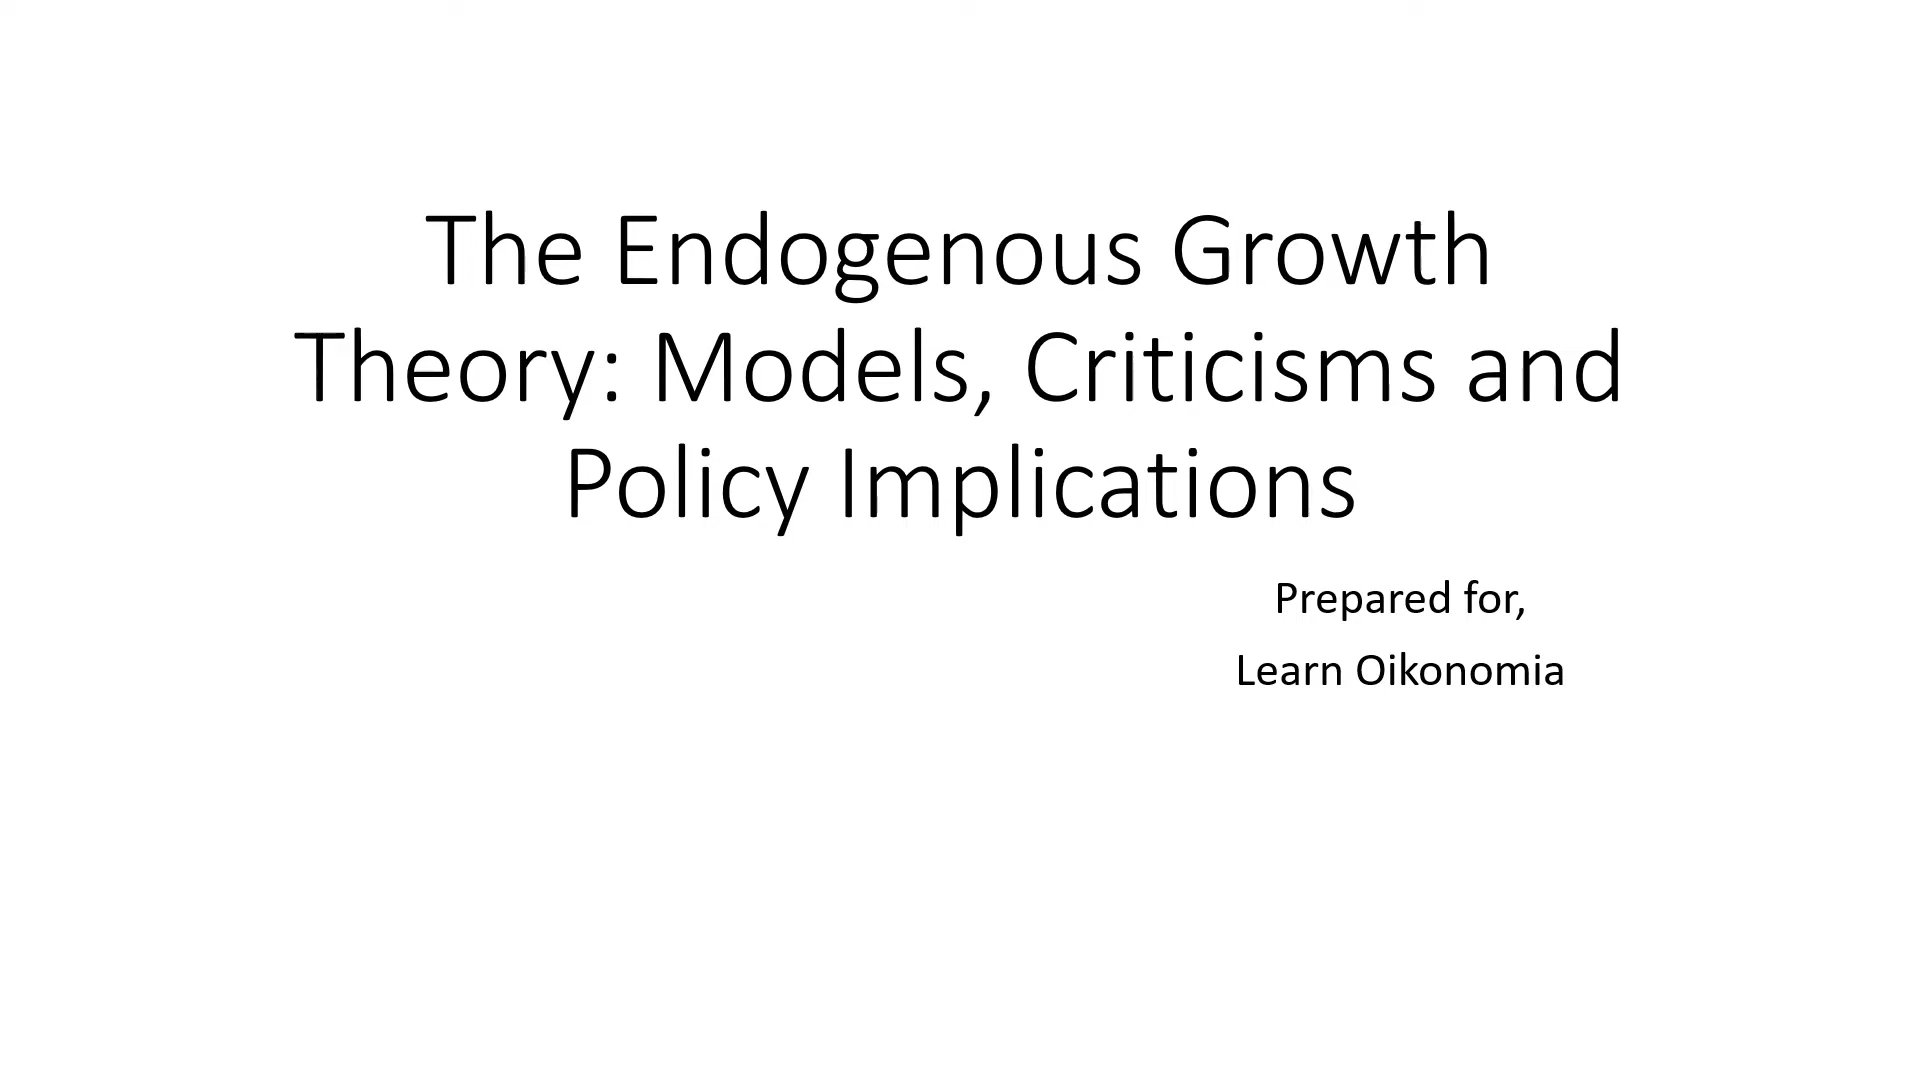 The Endogenous Growth
Theory: Models, Criticisms and
Policy Implications
Prepared for,
Learn Oikonomia